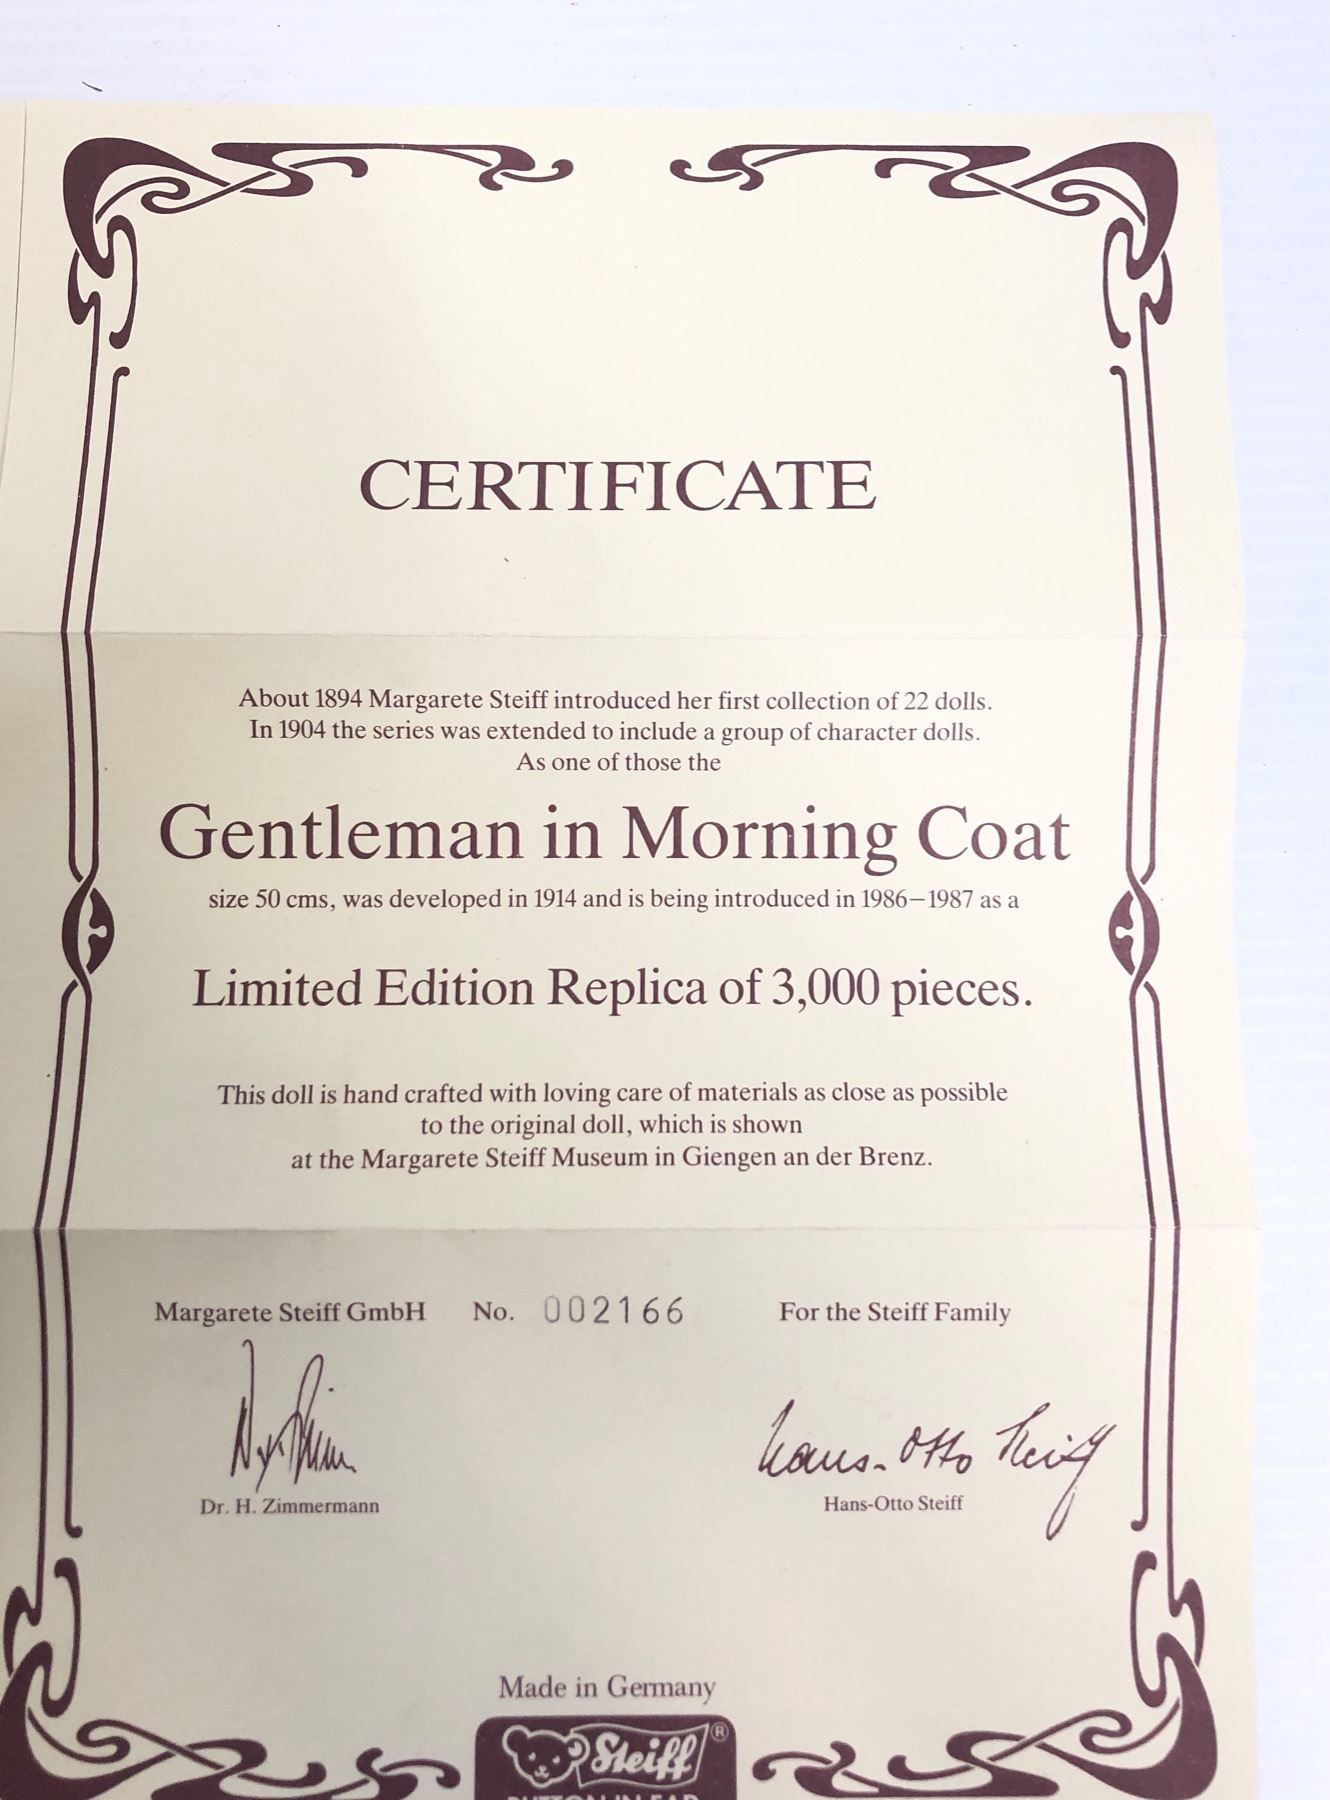 CERTIFICATE
About 1894 Margarete Steiff introduced her first collection of 22 dolls.
In 1904 the series was extended to include a group of character dolls.
As one of those the
Gentleman in Morning Coat
size 50 cms, was developed in 1914 and is being introduced in 1986–1987 as a
Limited Edition Replica of 3,000 pieces.
This doll is hand crafted with loving care of materials as close as possible
to the original doll, which is shown
at the Margarete Steiff Museum in Giengen an der Brenz.
Margarete Steiff GmbH No. 002166 For the Steiff Family
Hans-Otto Steiff
Dr. H. Zimmermann Hans-Otto Steiff
Made in Germany
Steiff ®
BUTTON IN EAR